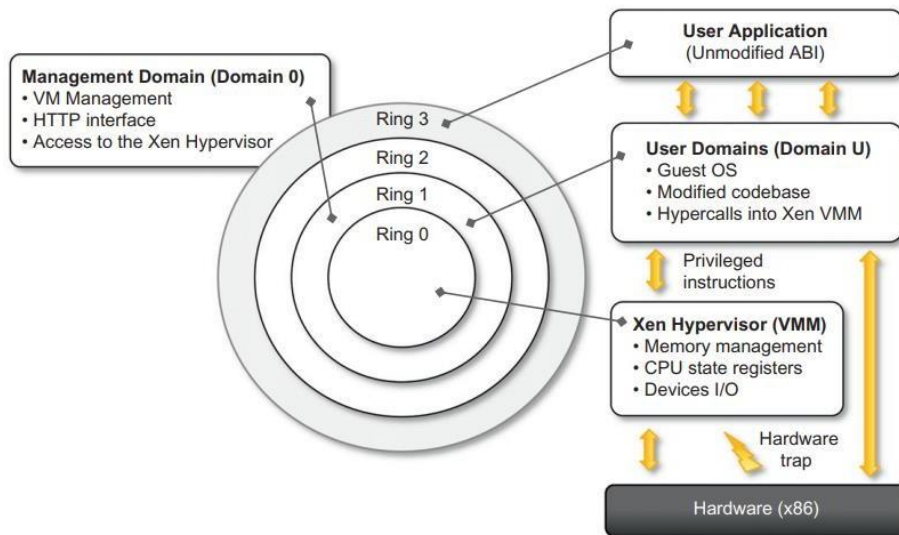 Management Domain (Domain 0)
• VM Management
• HTTP interface
• Access to the Xen Hypervisor
Ring 3
Ring 2
Ring 1
Ring 0
User Application
(Unmodified ABI)
User Domains (Domain U)
• Guest OS
• Modified codebase
• Hypercalls into Xen VMM
Privileged
instructions
Xen Hypervisor (VMM)
• Memory management
• CPU state registers
• Devices I/O
Hardware
trap
Hardware (x86)